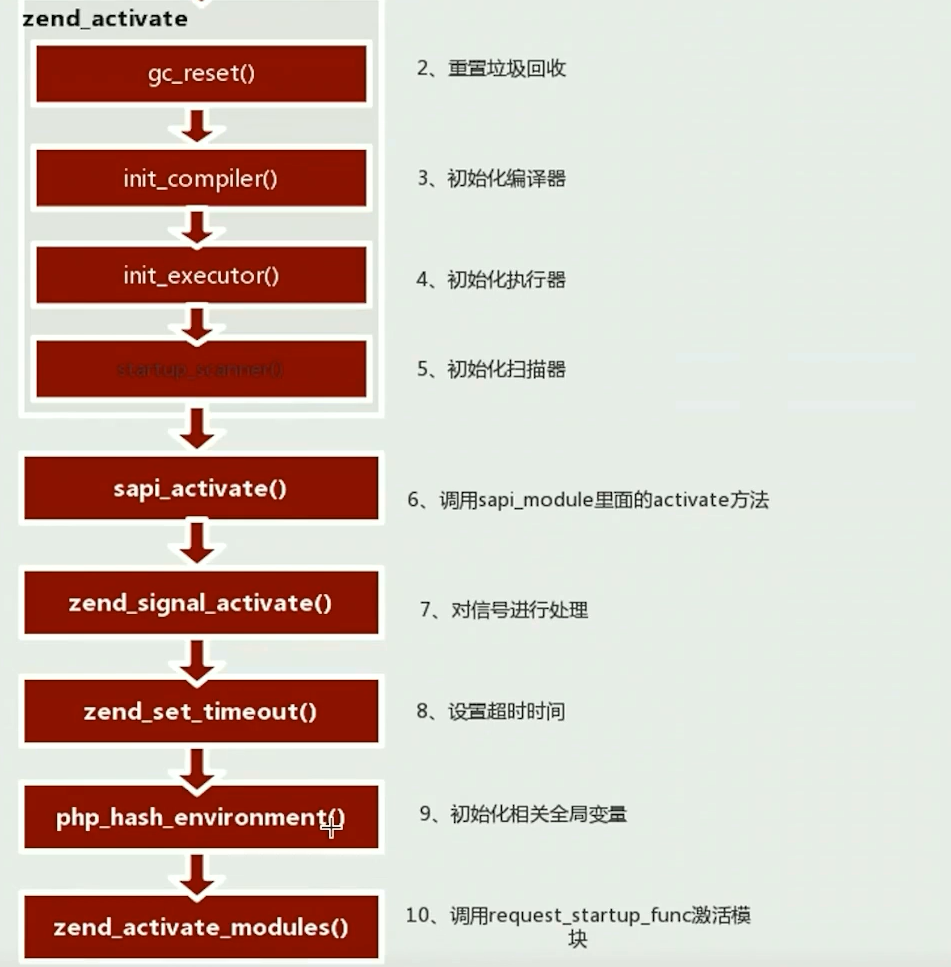 zend_activate
gc_reset()
2、重置垃圾回收
init_compiler()
3、初始化编译器
init_executor()
4、初始化执行器
startup_scanner()
5、初始化扫描器
sapi_activate()
6、调用sapi_module里面的activate方法
zend_signal_activate()
7、对信号进行处理
zend_set_timeout()
8、设置超时时间
php_hash_environment()
9、初始化相关全局变量
zend_activate_modules()
10、调用request_startup_func激活模
块